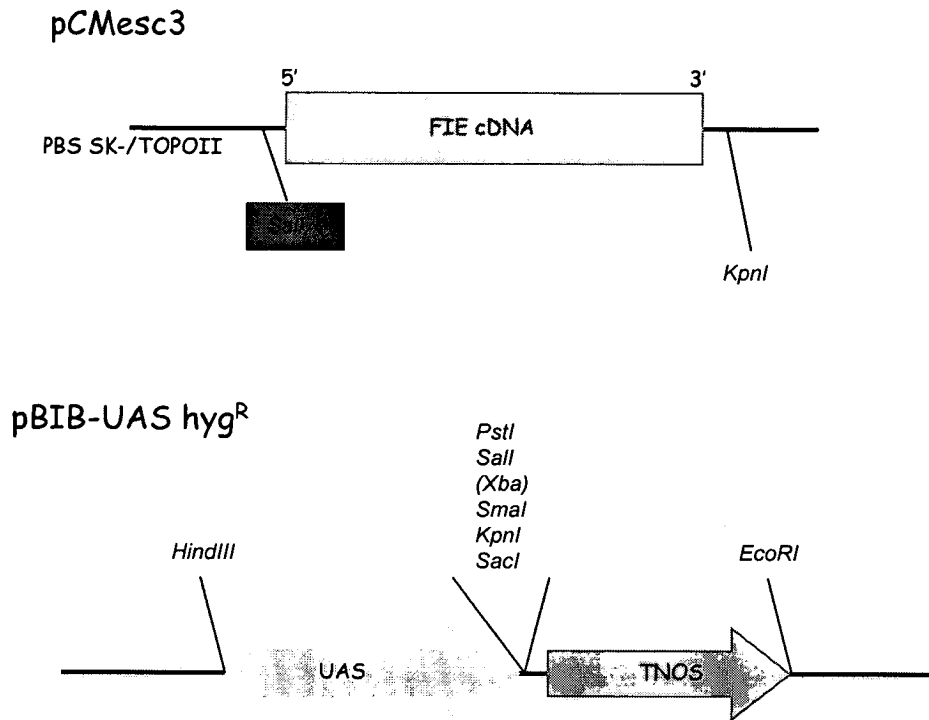 pCMesc3
5' 3'
FIE cDNA
PBS SK-/TOPOII
SalI
KpnI
pBIB-UAS hygR
PstI
SalI
(Xba)
SmaI
KpnI
SacI
HindIII
EcoRI
UAS
TNOS